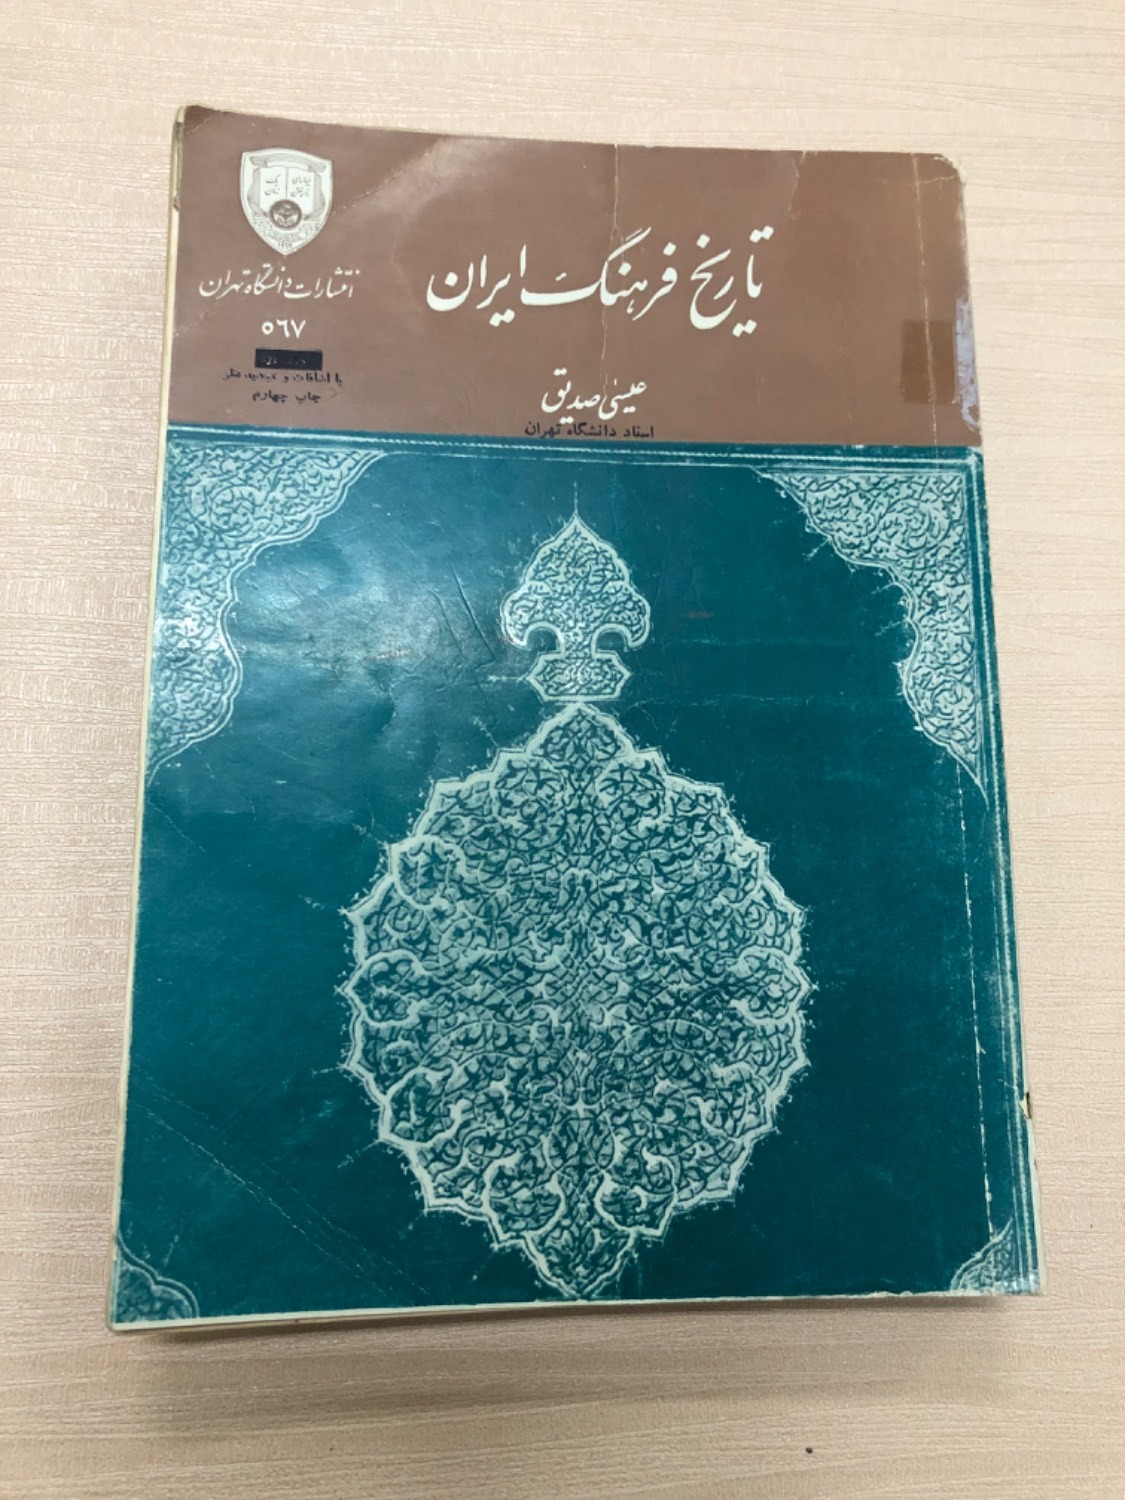 تاریخ فرهنگ ایران
عیسی صدیق
استاد دانشگاه تهران
انتشارات دانشگاه تهران
٥٦٧
با اضافات و تجدید نظر
چاپ چهارم